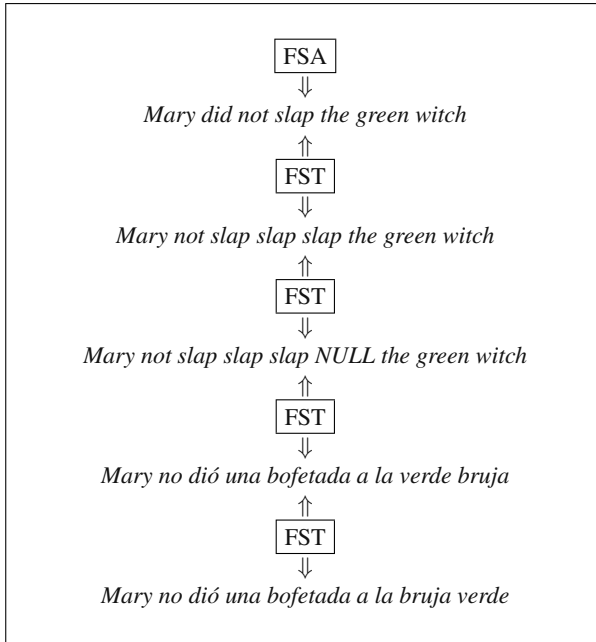 FSA
Mary did not slap the green witch
FST
Mary not slap slap slap the green witch
FST
Mary not slap slap slap NULL the green witch
FST
Mary no dió una bofetada a la verde bruja
FST
Mary no dió una bofetada a la bruja verde